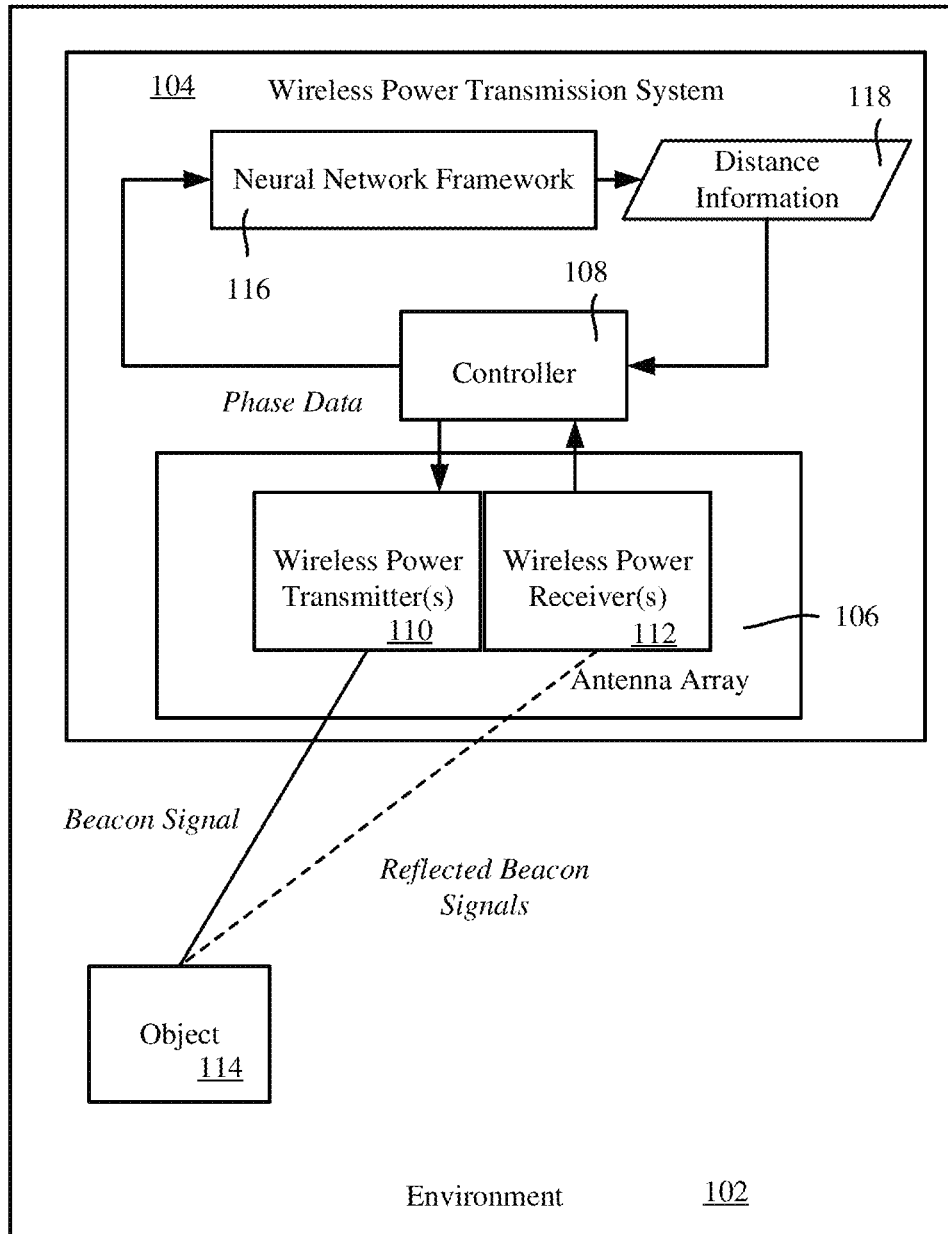 104 Wireless Power Transmission System
118
Neural Network Framework
Distance
Information
116
108
Controller
Phase Data
Wireless Power
Transmitter(s)
110
Wireless Power
Receiver(s)
112
106
Antenna Array
Beacon Signal
Reflected Beacon
Signals
Object
114
Environment 102